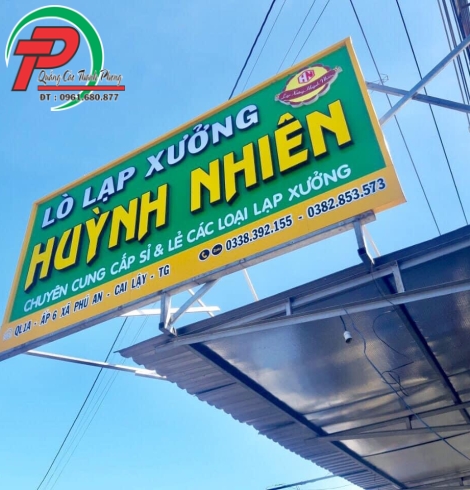 Quảng Cáo Thanh Phong
ĐT : 0961.680.877
LÒ LẠP XƯỞNG
HUỲNH NHIÊN
CHUYÊN CUNG CẤP SỈ & LẺ CÁC LOẠI LẠP XƯỞNG
0338.392.155 - 0382.853.573
QL1A - ẤP 6 XÃ PHÚ AN - CAI LẬY - TG